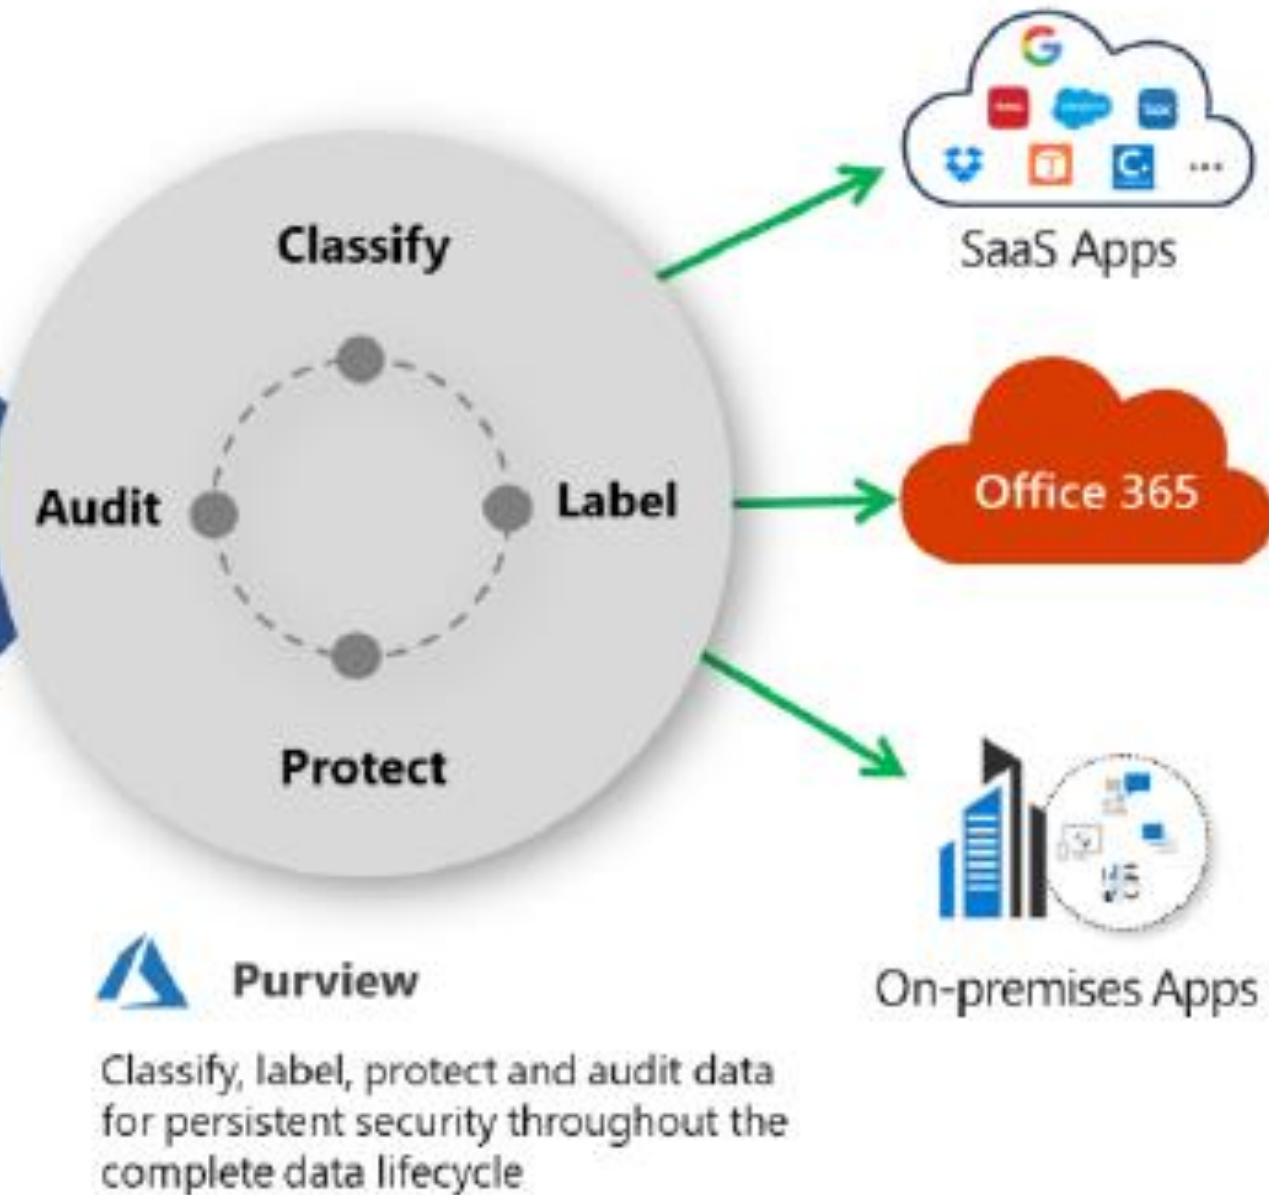 Classify
SaaS Apps
Audit
Label
Office 365
Protect
Purview
On-premises Apps
Classify, label, protect and audit data
for persistent security throughout the
complete data lifecycle